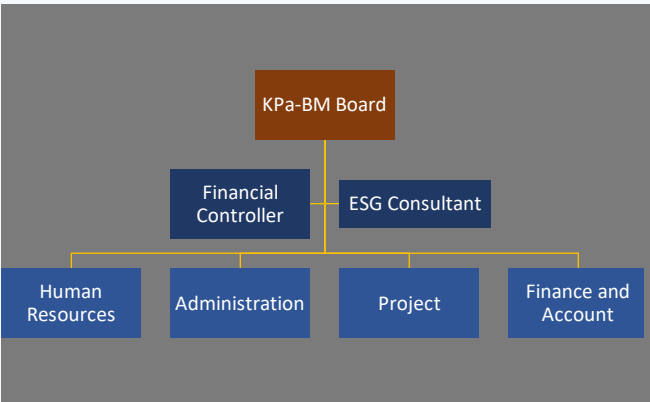 KPa-BM Board
Financial
Controller
ESG Consultant
Human
Resources
Administration
Project
Finance and
Account